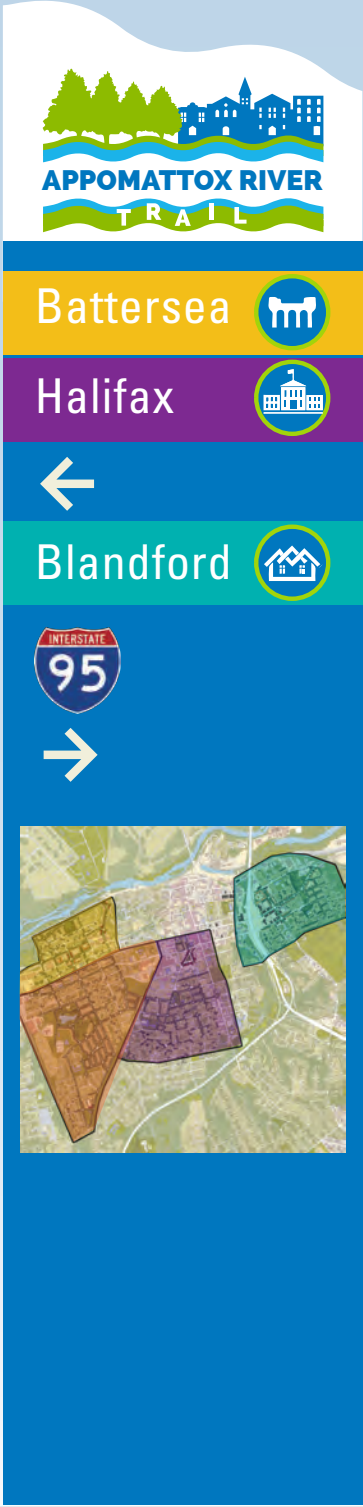 APPOMATTOX RIVER
TRAIL
Battersea
Halifax
Blandford
INTERSTATE
95